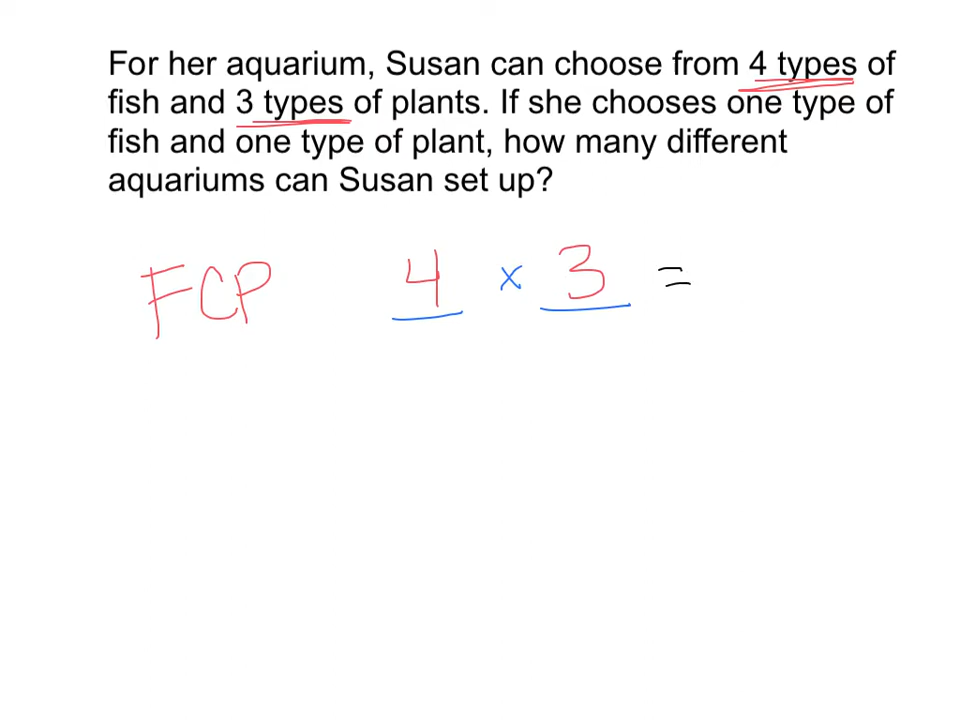 For her aquarium, Susan can choose from 4 types of
fish and 3 types of plants. If she chooses one type of
fish and one type of plant, how many different
aquariums can Susan set up?
FCP 4 x 3 =